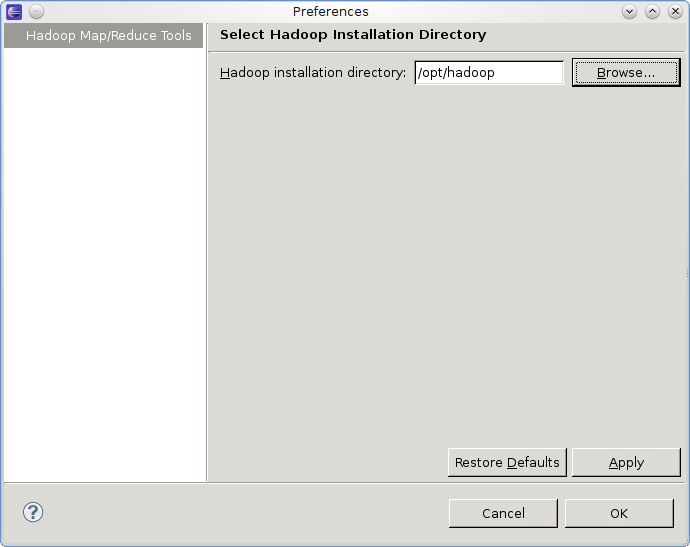 Preferences
Hadoop Map/Reduce Tools
Select Hadoop Installation Directory
Hadoop installation directory: /opt/hadoop Browse...
Restore Defaults Apply
? Cancel OK